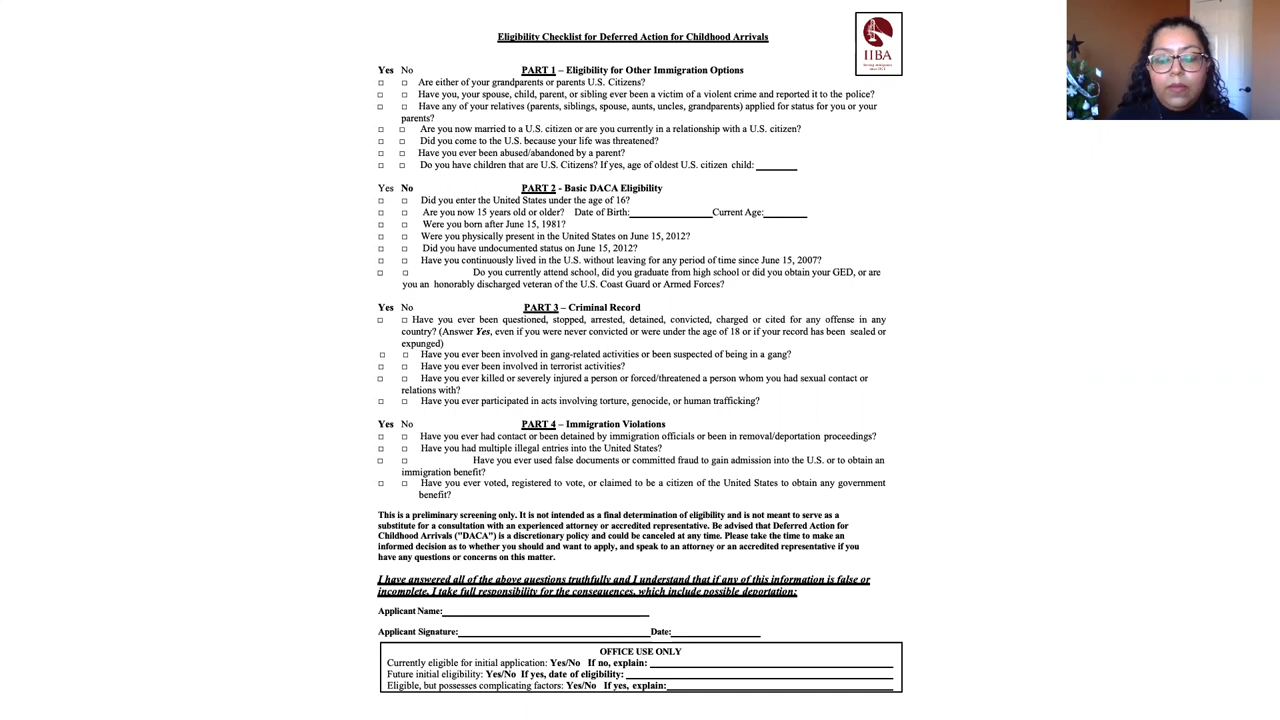 Eligibility Checklist for Deferred Action for Childhood Arrivals
IIBA
Yes No PART 1 – Eligibility for Other Immigration Options
□ □ Are either of your grandparents or parents U.S. Citizens?
□ □ Have you, your spouse, child, parent, or sibling ever been a victim of a violent crime and reported it to the police?
□ □ Have any of your relatives (parents, siblings, spouse, aunts, uncles, grandparents) applied for status for you or your
parents?
□ □ Are you now married to a U.S. citizen or are you currently in a relationship with a U.S. citizen?
□ □ Did you come to the U.S. because your life was threatened?
□ □ Have you ever been abused/abandoned by a parent?
□ □ Do you have children that are U.S. Citizens? If yes, age of oldest U.S. citizen child: ________
Yes No PART 2 - Basic DACA Eligibility
□ □ Did you enter the United States under the age of 16?
□ □ Are you now 15 years old or older? Date of Birth:________________Current Age:________
□ □ Were you born after June 15, 1981?
□ □ Were you physically present in the United States on June 15, 2012?
□ □ Did you have undocumented status on June 15, 2012?
□ □ Have you continuously lived in the U.S. without leaving for any period of time since June 15, 2007?
□ □ Do you currently attend school, did you graduate from high school or did you obtain your GED, or are
you an honorably discharged veteran of the U.S. Coast Guard or Armed Forces?
Yes No PART 3 – Criminal Record
□ □ Have you ever been questioned, stopped, arrested, detained, convicted, charged or cited for any offense in any
country? (Answer Yes, even if you were never convicted or were under the age of 18 or if your record has been sealed or
expunged)
□ □ Have you ever been involved in gang-related activities or been suspected of being in a gang?
□ □ Have you ever been involved in terrorist activities?
□ □ Have you ever killed or severely injured a person or forced/threatened a person whom you had sexual contact or
relations with?
□ □ Have you ever participated in acts involving torture, genocide, or human trafficking?
Yes No PART 4 – Immigration Violations
□ □ Have you ever had contact or been detained by immigration officials or been in removal/deportation proceedings?
□ □ Have you had multiple illegal entries into the United States?
□ □ Have you ever used false documents or committed fraud to gain admission into the U.S. or to obtain an
immigration benefit?
□ □ Have you ever voted, registered to vote, or claimed to be a citizen of the United States to obtain any government
benefit?
This is a preliminary screening only. It is not intended as a final determination of eligibility and is not meant to serve as a
substitute for a consultation with an experienced attorney or accredited representative. Be advised that Deferred Action for
Childhood Arrivals ("DACA") is a discretionary policy and could be canceled at any time. Please take the time to make an
informed decision as to whether you should and want to apply, and speak to an attorney or an accredited representative if you
have any questions or concerns on this matter.
I have answered all of the above questions truthfully and I understand that if any of this information is false or
incomplete, I take full responsibility for the consequences, which include possible deportation:
Applicant Name:________________________________________
Applicant Signature:_____________________________________Date:_________________
OFFICE USE ONLY
Currently eligible for initial application: Yes/No If no, explain: ____________________
Future initial eligibility: Yes/No If yes, date of eligibility: ____________________
Eligible, but possesses complicating factors: Yes/No If yes, explain:____________________